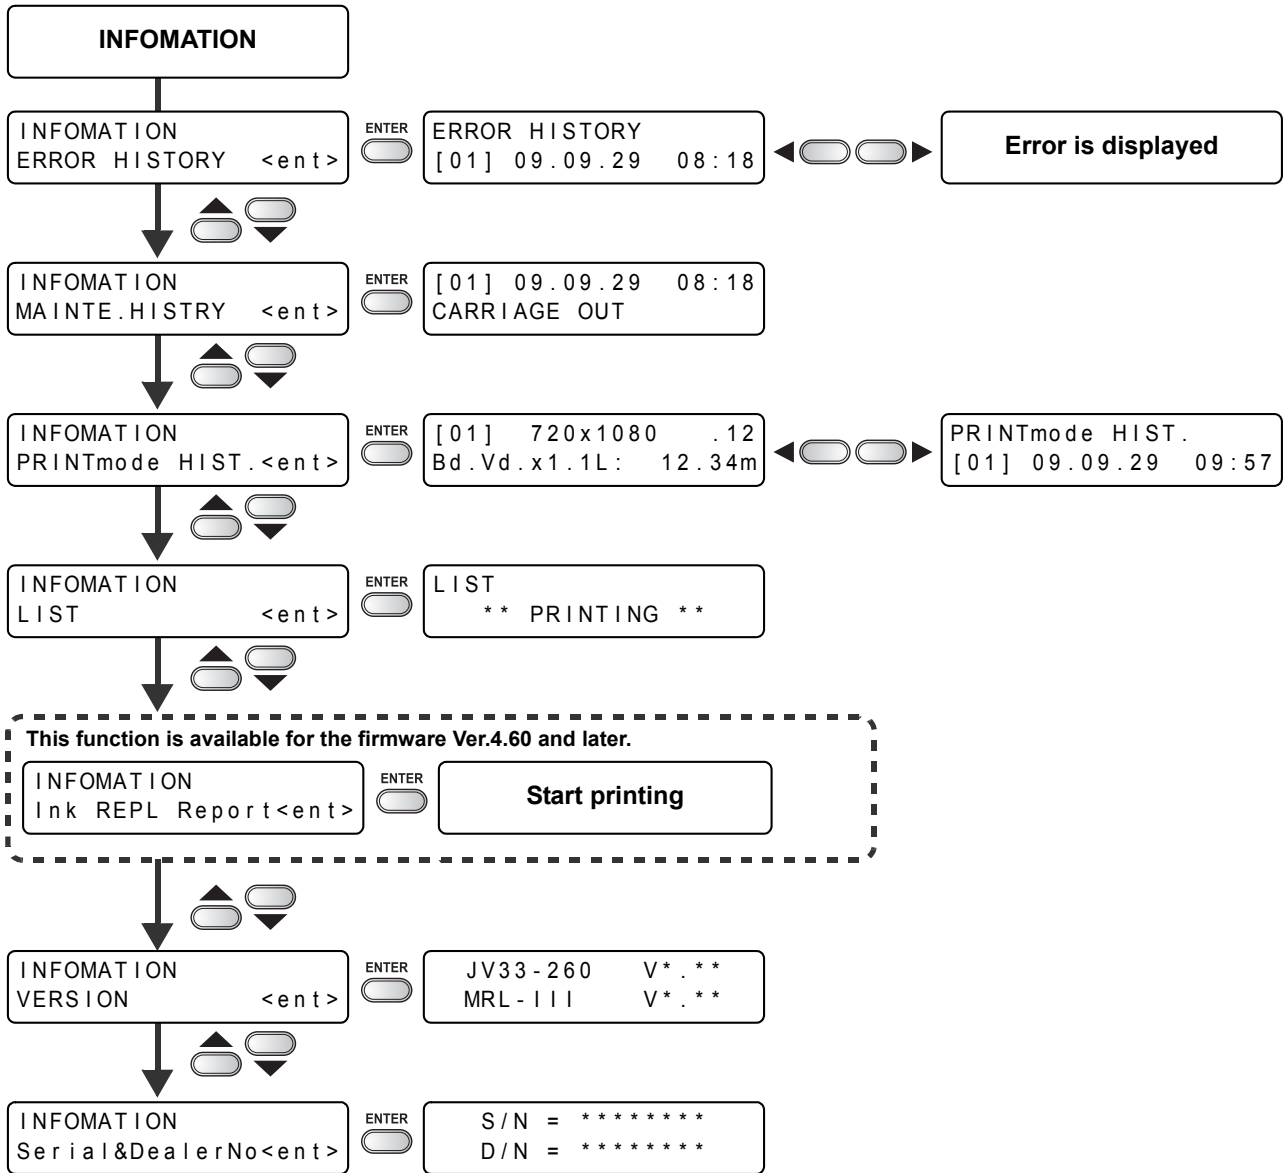 INFOMATION
INFOMATION
ERROR HISTORY <ent>
ENTER
ERROR HISTORY
[01] 09.09.29 08:18
Error is displayed
INFOMATION
MAINTE.HISTRY <ent>
ENTER
[01] 09.09.29 08:18
CARRIAGE OUT
INFOMATION
PRINTmode HIST.<ent>
ENTER
[01] 720x1080 .12
Bd.Vd.x1.1L: 12.34m
PRINTmode HIST.
[01] 09.09.29 09:57
INFOMATION
LIST <ent>
ENTER
LIST
** PRINTING **
This function is available for the firmware Ver.4.60 and later.
INFOMATION
Ink REPL Report<ent>
ENTER
Start printing
INFOMATION
VERSION <ent>
ENTER
JV33-260 V*.**
MRL-III V*.**
INFOMATION
Serial&DealerNo<ent>
ENTER
S/N = ********
D/N = ********